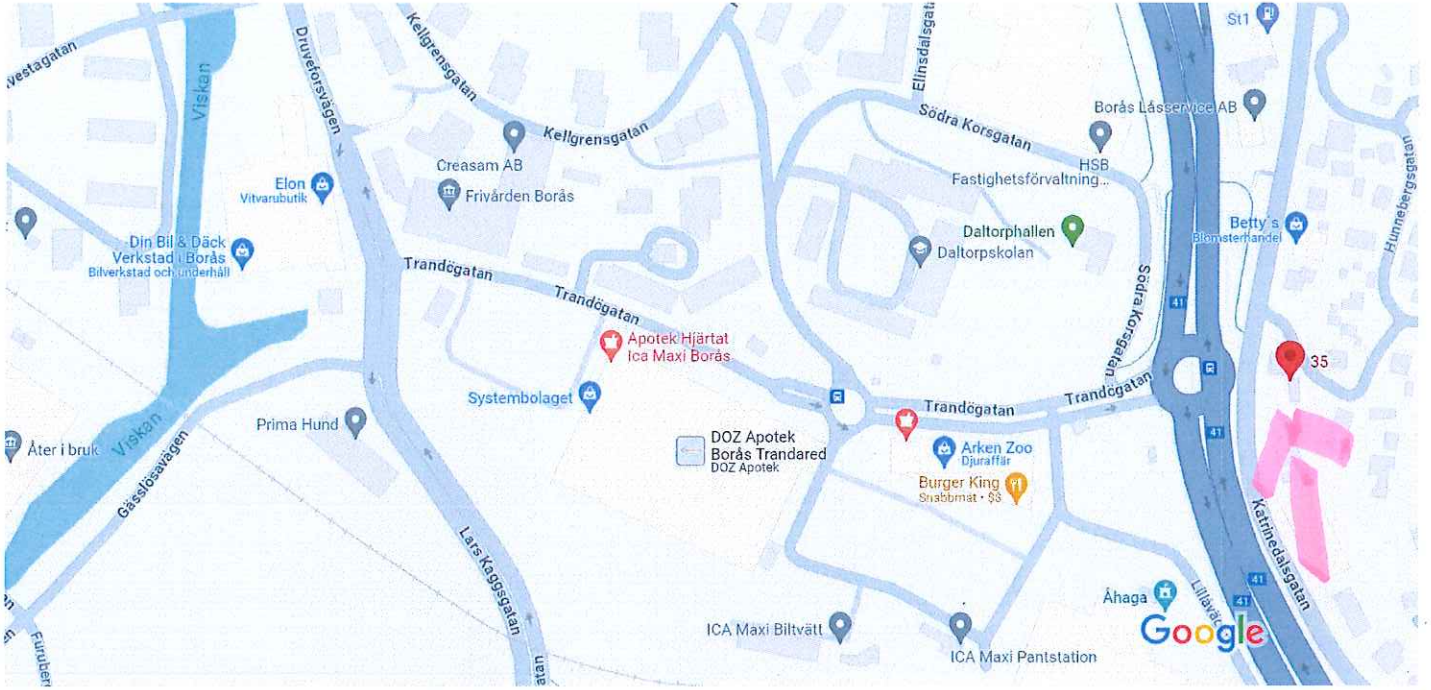 St1
vestagatan
Viskan
Druveforsvägen
Kellgrensgatan
Elinsdalsgatan
Borås Låsservice AB
Södra Korsgatan
Kellgrensgatan
Creasam AB
HSB
Fastighetsförvaltning...
Hunnebergsgatan
Elon
Vitvarubutik
Frivården Borås
Betty´s
Blomsterhandel
Daltorphallen
Daltorpskolan
Din Bil & Däck
Verkstad i Borås
Bilverkstad och underhåll
Trandögatan
Trandögatan
Södra Korsgatan
41
Apotek Hjärtat
Ica Maxi Borås
35
Systembolaget
Trandögatan
Trandögatan
Prima Hund
41
DOZ Apotek
Borås Trandared
DOZ Apotek
Arken Zoo
Djuraffär
Åter i bruk
Viskan
Gässlösavägen
Burger King
Snabbmat • $$
Katrinedalsgatan
Lars Kaggsgatan
41
Åhaga
41
Google
ICA Maxi Biltvätt
ICA Maxi Pantstation
atan